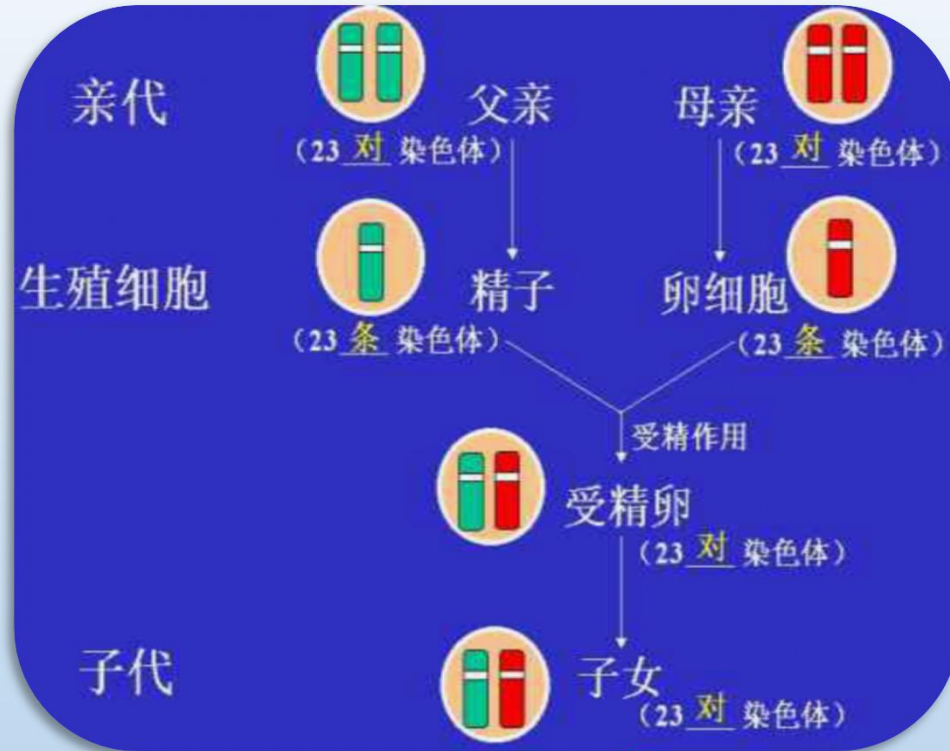 亲代 父亲 母亲
(23 对 染色体) (23 对 染色体)
生殖细胞 精子 卵细胞
(23 条 染色体) (23 条 染色体)
受精作用
受精卵
(23 对 染色体)
子代 子女
(23 对 染色体)